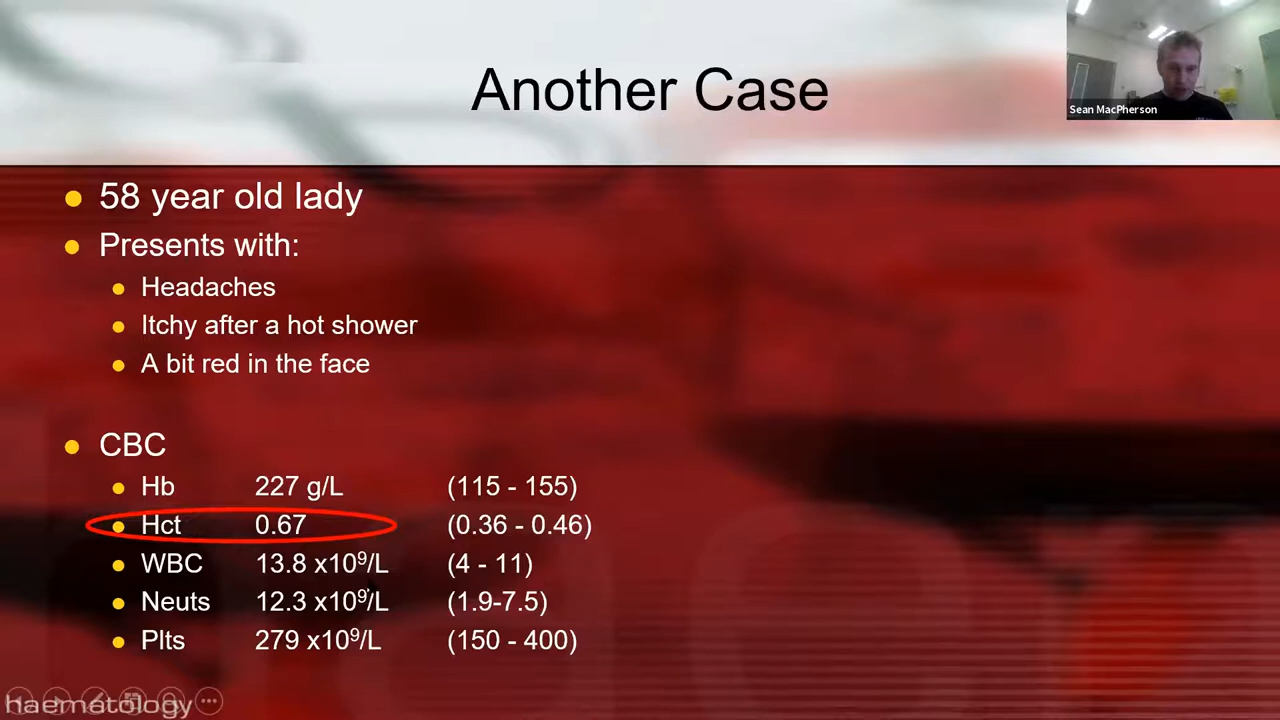 Another Case
Sean MacPherson
58 year old lady
Presents with:
Headaches
Itchy after a hot shower
A bit red in the face
CBC
Hb 227 g/L (115 - 155)
Hct 0.67 (0.36 - 0.46)
WBC 13.8 x10⁹/L (4 - 11)
Neuts 12.3 x10⁹/L (1.9-7.5)
Plts 279 x10⁹/L (150 - 400)
haematology